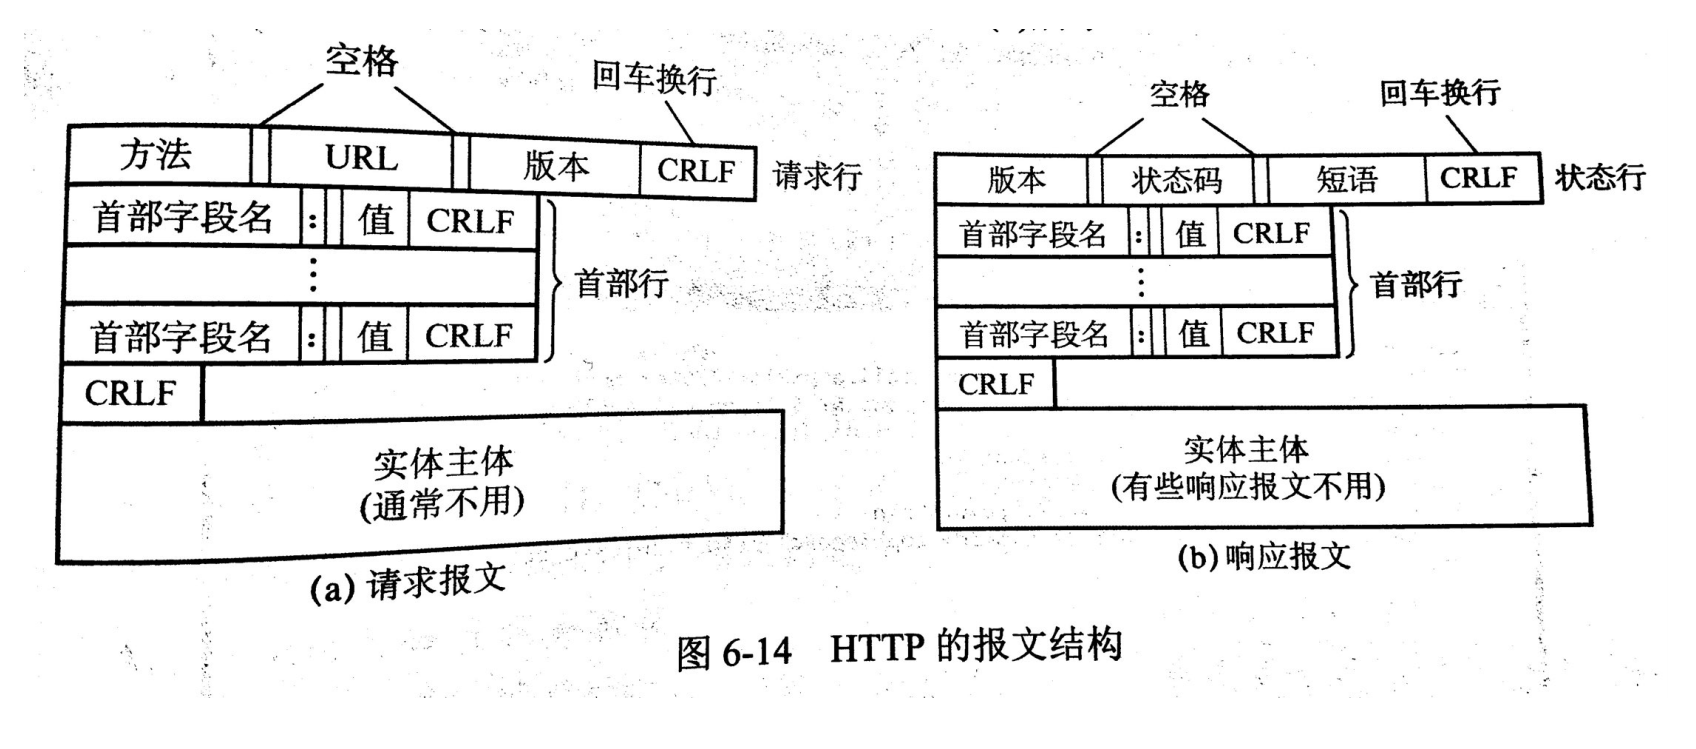 空格
回车换行
方法 URL 版本 CRLF 请求行
首部字段名 : 值 CRLF
⋮
首部行
首部字段名 : 值 CRLF
CRLF
实体主体
(通常不用)
(a) 请求报文
空格
回车换行
版本 状态码 短语 CRLF 状态行
首部字段名 : 值 CRLF
⋮
首部行
首部字段名 : 值 CRLF
CRLF
实体主体
(有些响应报文不用)
(b) 响应报文
图 6-14 HTTP 的报文结构